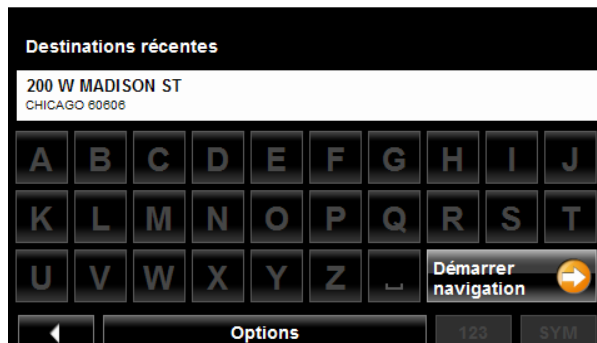 Destinations récentes
200 W MADISON ST
CHICAGO 60606
A B C D E F G H I J
K L M N O P Q R S T
U V W X Y Z Démarrer navigation
Options 123 SYM